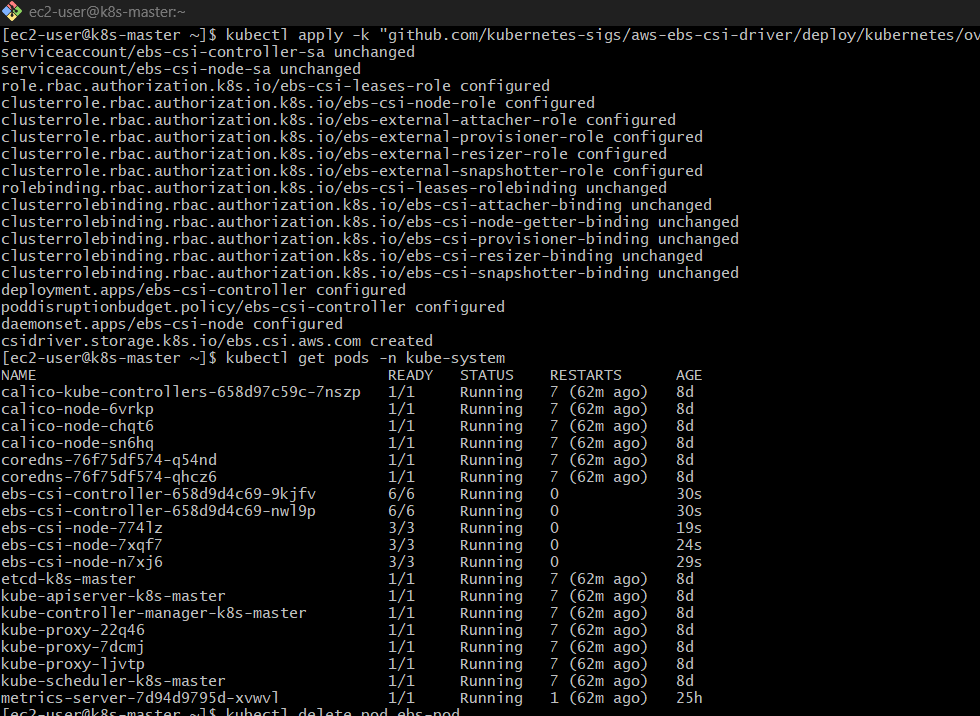 ec2-user@k8s-master:~
[ec2-user@k8s-master ~]$ kubectl apply -k "github.com/kubernetes-sigs/aws-ebs-csi-driver/deploy/kubernetes/ov
serviceaccount/ebs-csi-controller-sa unchanged
serviceaccount/ebs-csi-node-sa unchanged
role.rbac.authorization.k8s.io/ebs-csi-leases-role configured
clusterrole.rbac.authorization.k8s.io/ebs-csi-node-role configured
clusterrole.rbac.authorization.k8s.io/ebs-external-attacher-role configured
clusterrole.rbac.authorization.k8s.io/ebs-external-provisioner-role configured
clusterrole.rbac.authorization.k8s.io/ebs-external-resizer-role configured
clusterrole.rbac.authorization.k8s.io/ebs-external-snapshotter-role configured
rolebinding.rbac.authorization.k8s.io/ebs-csi-leases-rolebinding unchanged
clusterrolebinding.rbac.authorization.k8s.io/ebs-csi-attacher-binding unchanged
clusterrolebinding.rbac.authorization.k8s.io/ebs-csi-node-getter-binding unchanged
clusterrolebinding.rbac.authorization.k8s.io/ebs-csi-provisioner-binding unchanged
clusterrolebinding.rbac.authorization.k8s.io/ebs-csi-resizer-binding unchanged
clusterrolebinding.rbac.authorization.k8s.io/ebs-csi-snapshotter-binding unchanged
deployment.apps/ebs-csi-controller configured
poddisruptionbudget.policy/ebs-csi-controller configured
daemonset.apps/ebs-csi-node configured
csidriver.storage.k8s.io/ebs.csi.aws.com created
[ec2-user@k8s-master ~]$ kubectl get pods -n kube-system
NAME READY STATUS RESTARTS AGE
calico-kube-controllers-658d97c59c-7nszp 1/1 Running 7 (62m ago) 8d
calico-node-6vrkp 1/1 Running 7 (62m ago) 8d
calico-node-chqt6 1/1 Running 7 (62m ago) 8d
calico-node-sn6hq 1/1 Running 7 (62m ago) 8d
coredns-76f75df574-q54nd 1/1 Running 7 (62m ago) 8d
coredns-76f75df574-qhcz6 1/1 Running 7 (62m ago) 8d
ebs-csi-controller-658d9d4c69-9kjfv 6/6 Running 0 30s
ebs-csi-controller-658d9d4c69-nwl9p 6/6 Running 0 30s
ebs-csi-node-774lz 3/3 Running 0 19s
ebs-csi-node-7xqf7 3/3 Running 0 24s
ebs-csi-node-n7xj6 3/3 Running 0 29s
etcd-k8s-master 1/1 Running 7 (62m ago) 8d
kube-apiserver-k8s-master 1/1 Running 7 (62m ago) 8d
kube-controller-manager-k8s-master 1/1 Running 7 (62m ago) 8d
kube-proxy-22q46 1/1 Running 7 (62m ago) 8d
kube-proxy-7dcmj 1/1 Running 7 (62m ago) 8d
kube-proxy-ljvtp 1/1 Running 7 (62m ago) 8d
kube-scheduler-k8s-master 1/1 Running 7 (62m ago) 8d
metrics-server-7d94d9795d-xvwvl 1/1 Running 1 (62m ago) 25h
[ec2-user@k8s-master ~]$ kubectl delete pod ebs-pod